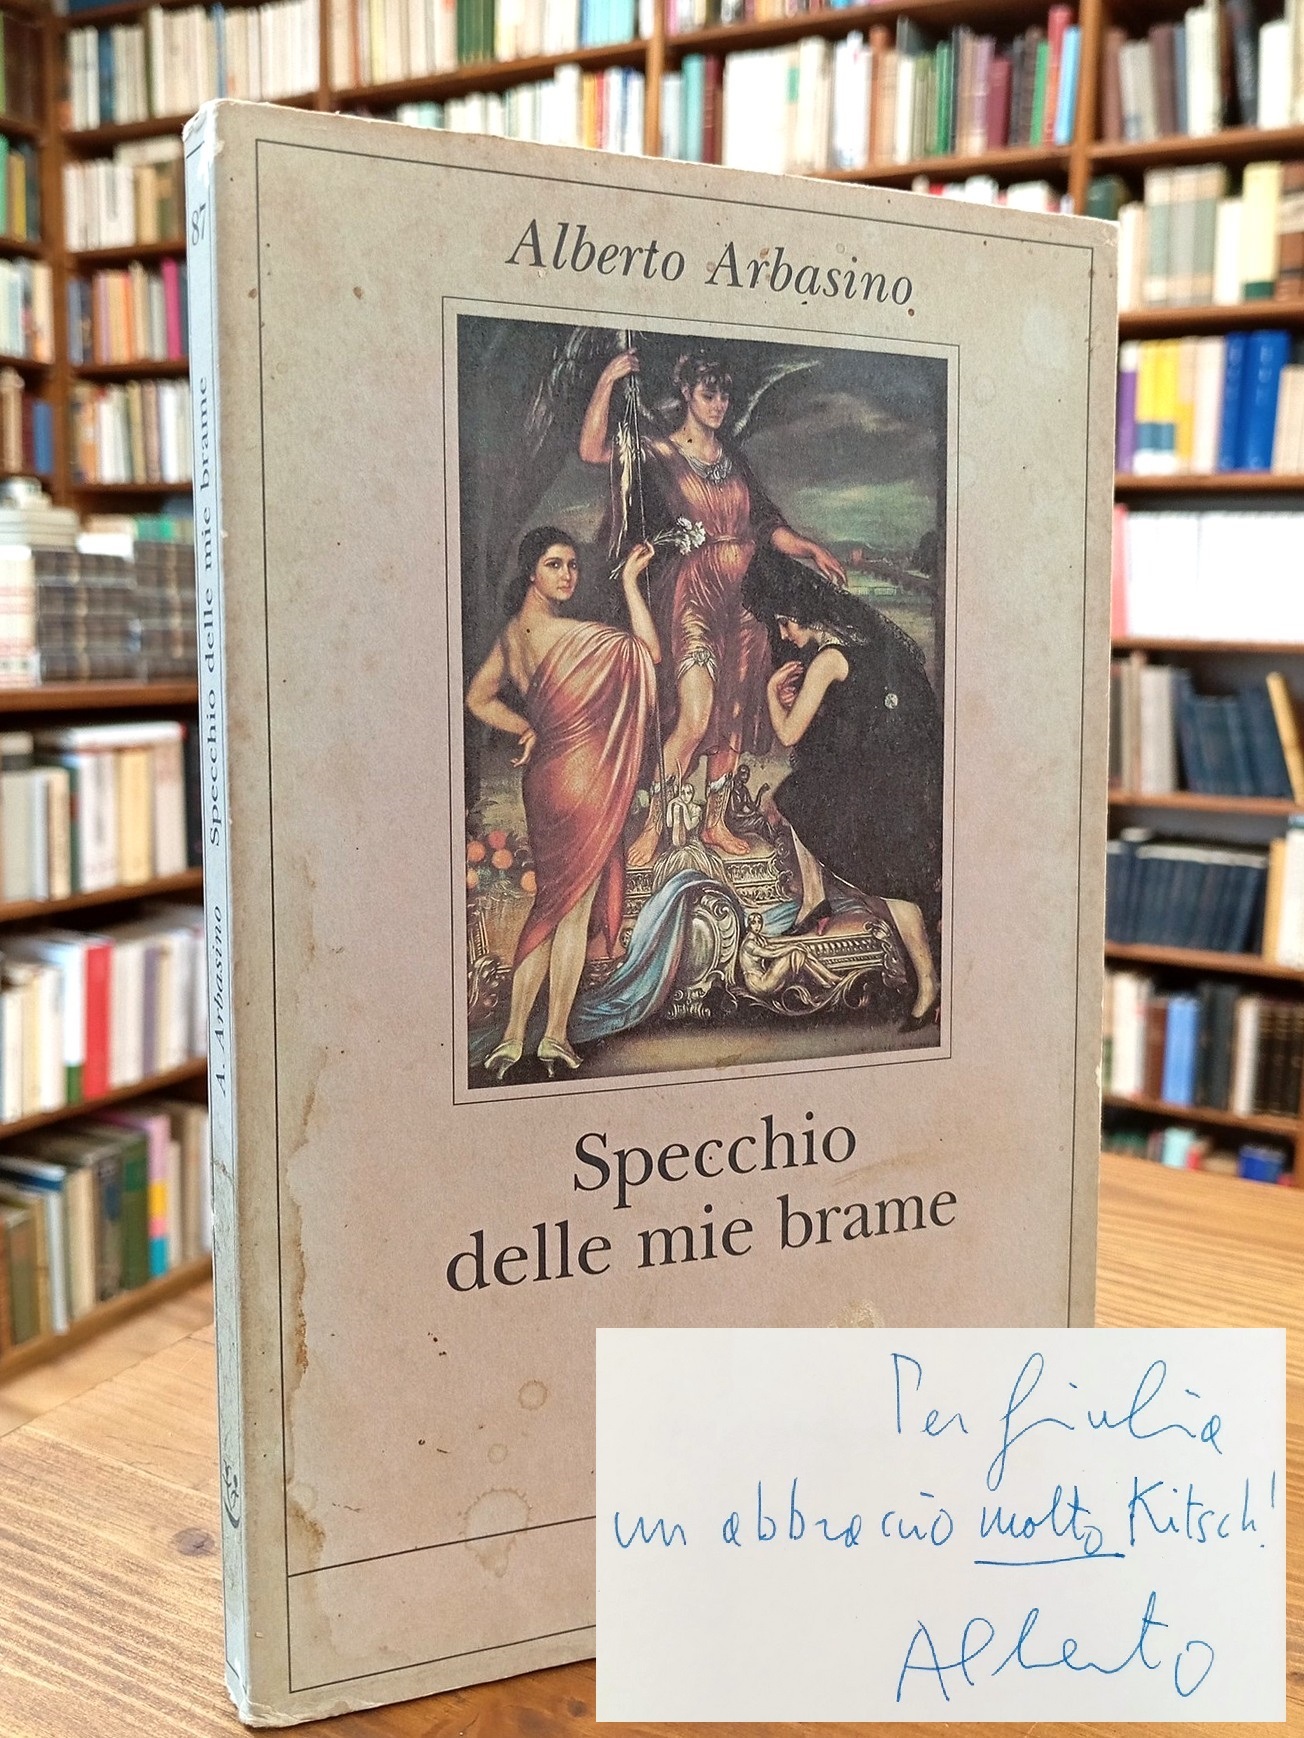 Alberto Arbasino
Specchio
delle mie brame
87
A. Arbasino Specchio delle mie brame
Per Giulia
un abbraccio molto Kitsch!
Alberto